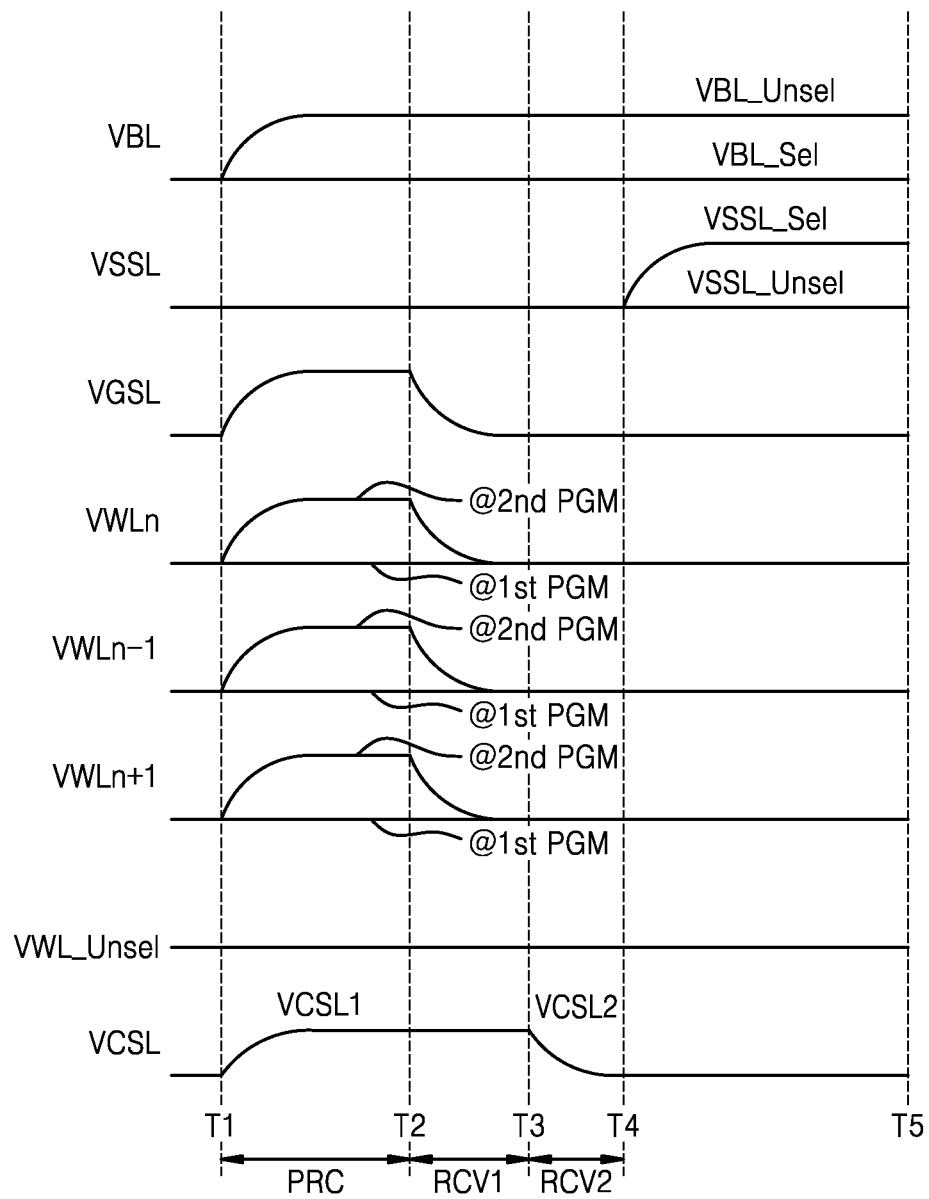 VBL
VBL_Unsel
VBL_Sel
VSSL
VSSL_Sel
VSSL_Unsel
VGSL
VWLn
@2nd PGM
@1st PGM
VWLn-1
@2nd PGM
@1st PGM
VWLn+1
@2nd PGM
@1st PGM
VWL_Unsel
VCSL
VCSL1
VCSL2
T1 T2 T3 T4 T5
PRC RCV1 RCV2